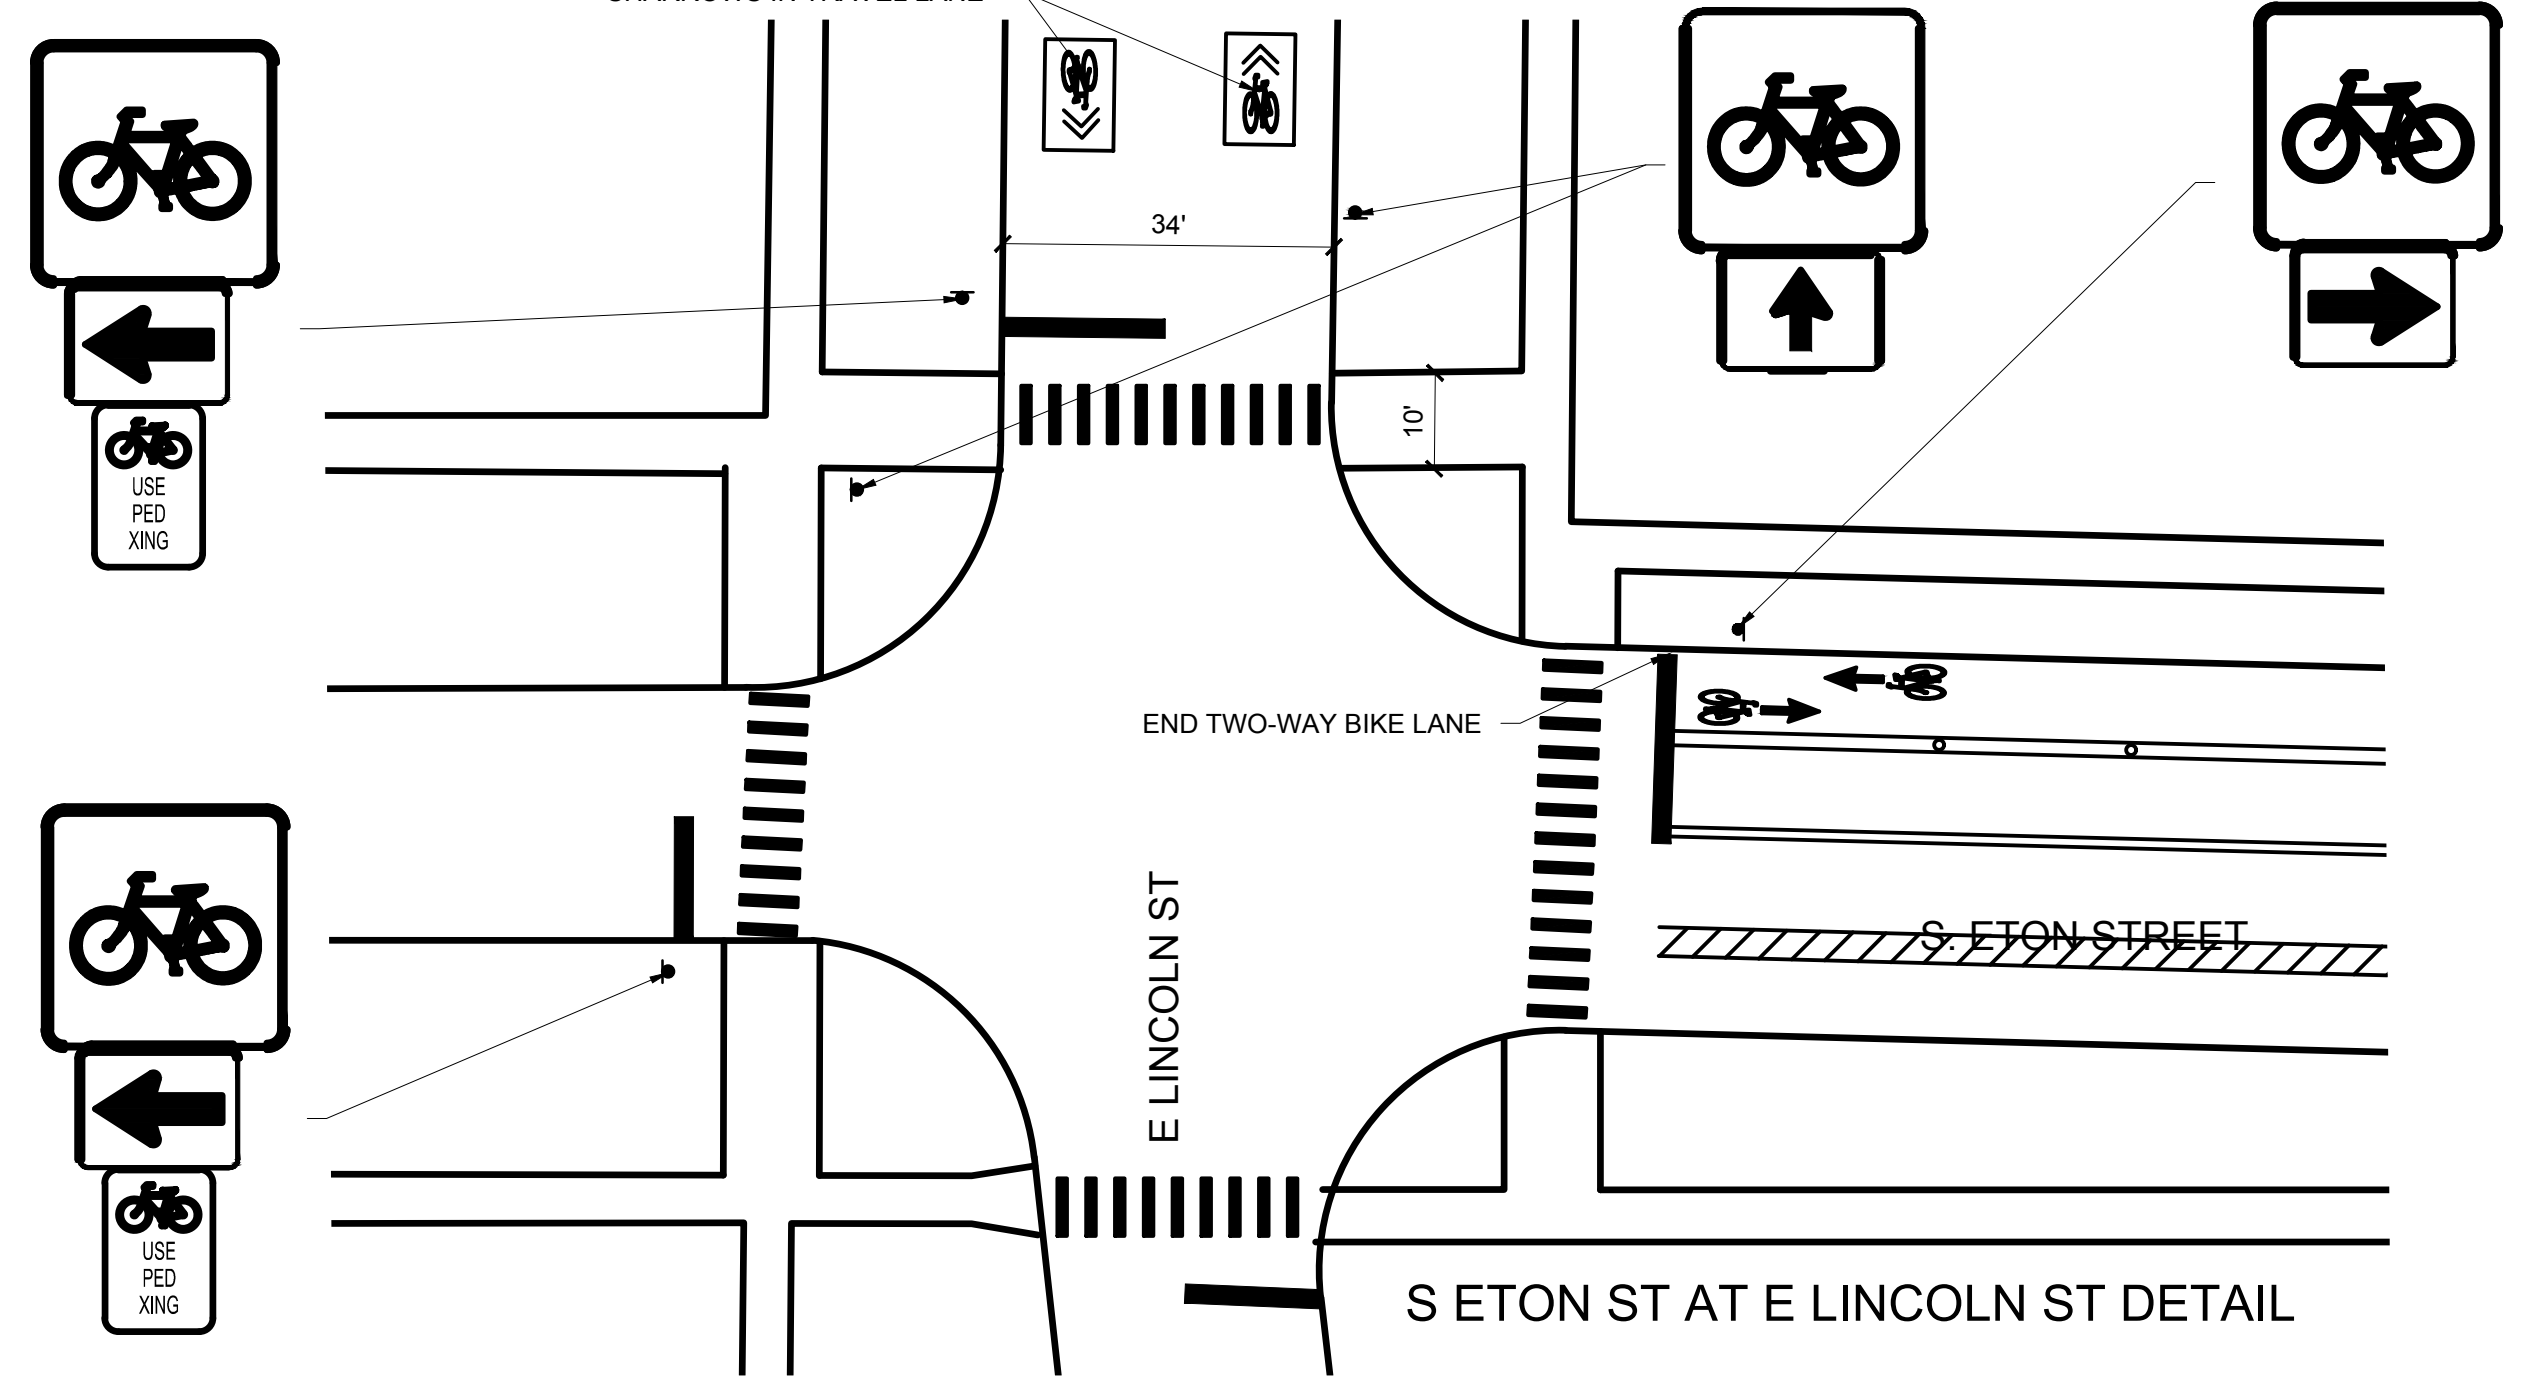 34'
10'
USE
PED
XING
END TWO-WAY BIKE LANE
S. ETON STREET
E LINCOLN ST
USE
PED
XING
S ETON ST AT E LINCOLN ST DETAIL